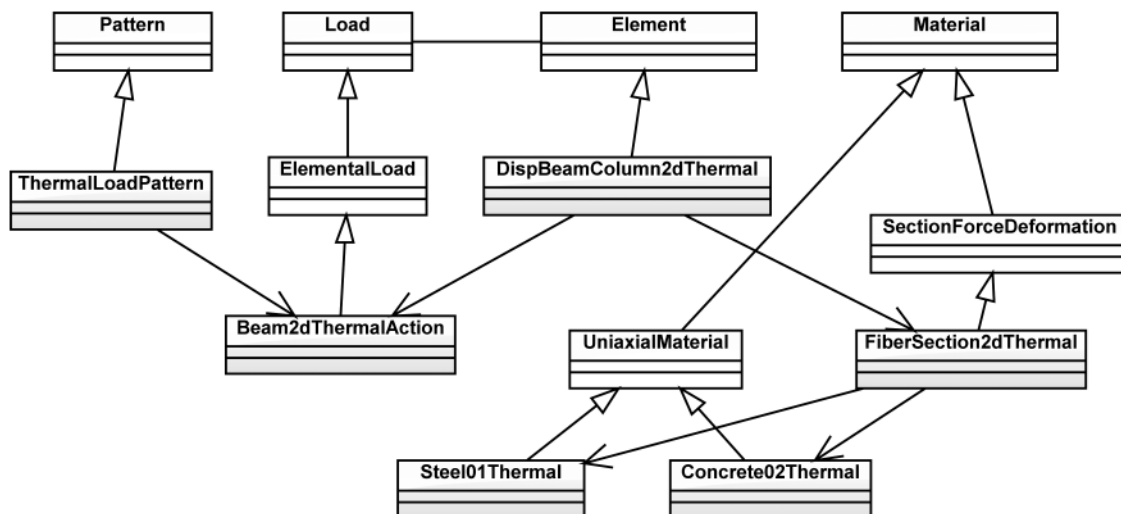 Pattern
Load
Element
Material
ThermalLoadPattern
ElementalLoad
DispBeamColumn2dThermal
SectionForceDeformation
Beam2dThermalAction
UniaxialMaterial
FiberSection2dThermal
Steel01Thermal
Concrete02Thermal